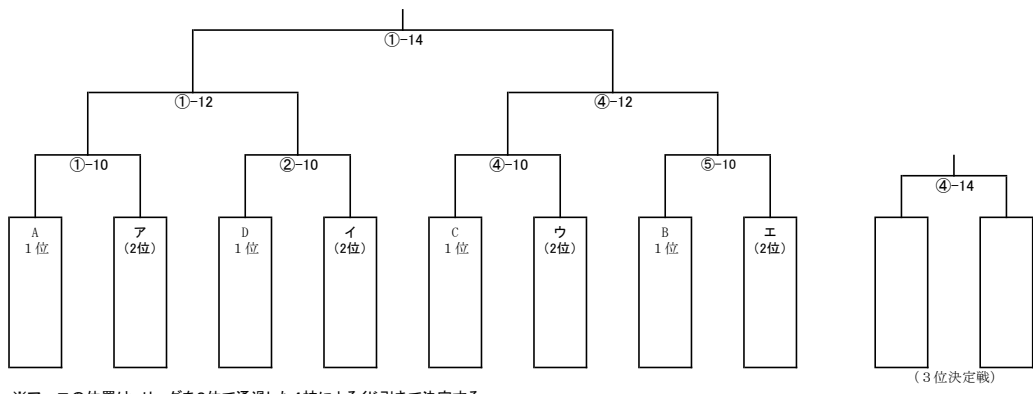 ①-14
①-12
④-12
①-10
②-10
④-10
⑤-10
④-14
A
1位
ア
(2位)
D
1位
イ
(2位)
C
1位
ウ
(2位)
B
1位
エ
(2位)
(3位決定戦)